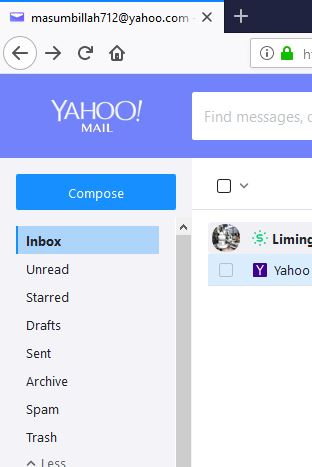 masumbillah712@yahoo.com -
YAHOO!
MAIL
Find messages,
Compose
Inbox
Unread
Starred
Drafts
Sent
Archive
Spam
Trash
Less
Liming
Yahoo